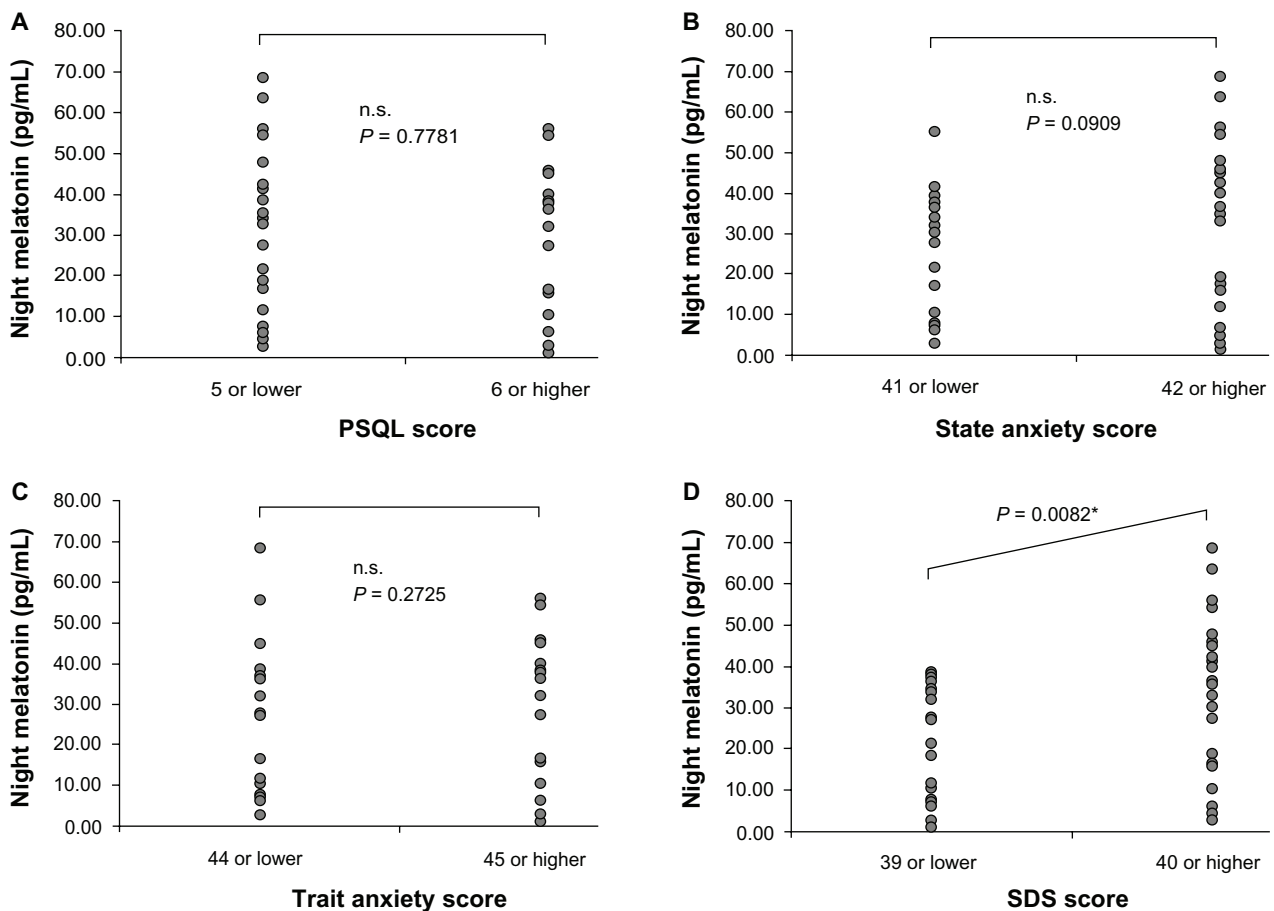 A
Night melatonin (pg/mL)
80.00
70.00
60.00
50.00
40.00
30.00
20.00
10.00
0.00
n.s.
P = 0.7781
5 or lower
6 or higher
PSQL score
B
Night melatonin (pg/mL)
80.00
70.00
60.00
50.00
40.00
30.00
20.00
10.00
0.00
n.s.
P = 0.0909
41 or lower
42 or higher
State anxiety score
C
Night melatonin (pg/mL)
80.00
70.00
60.00
50.00
40.00
30.00
20.00
10.00
0.00
n.s.
P = 0.2725
44 or lower
45 or higher
Trait anxiety score
D
Night melatonin (pg/mL)
80.00
70.00
60.00
50.00
40.00
30.00
20.00
10.00
0.00
P = 0.0082*
39 or lower
40 or higher
SDS score